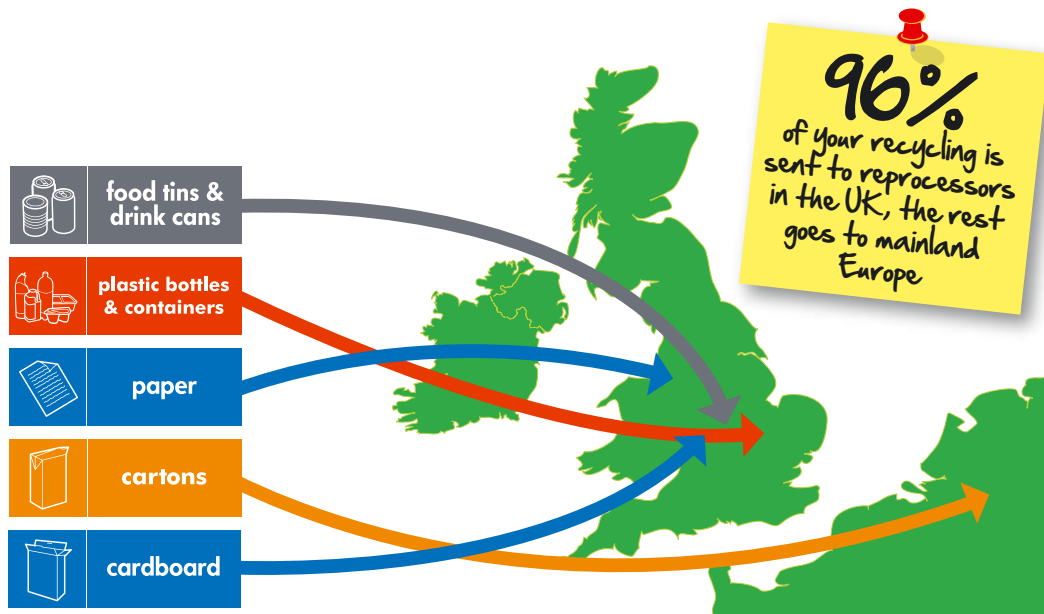 96%
of your recycling is
sent to reprocessors
in the UK, the rest
goes to mainland
Europe
food tins &
drink cans
plastic bottles
& containers
paper
cartons
cardboard